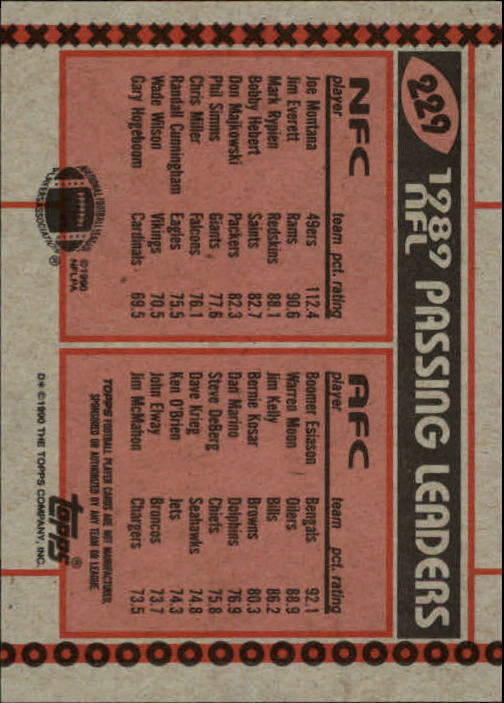 229
1989 NFL PASSING LEADERS
NFC
player team pct. rating
Joe Montana 49ers 112.4
Jim Everett Rams 90.6
Mark Rypien Redskins 88.1
Bobby Hebert Saints 82.7
Don Majkowski Packers 82.3
Phil Simms Giants 77.6
Chris Miller Falcons 76.1
Randall Cunningham Eagles 75.5
Wade Wilson Vikings 70.5
Gary Hogeboom Cardinals 69.5
NATIONAL FOOTBALL LEAGUE
PLAYERS ASSOCIATION
©1990
NFLPA
AFC
player team pct. rating
Boomer Esiason Bengals 92.1
Warren Moon Oilers 88.9
Jim Kelly Bills 86.2
Bernie Kosar Browns 80.3
Dan Marino Dolphins 76.9
Steve DeBerg Chiefs 75.8
Dave Krieg Seahawks 74.8
Ken O'Brien Jets 74.3
John Elway Broncos 73.7
Jim McMahon Chargers 73.5
TOPPS FOOTBALL PLAYER CARDS ARE NOT MANUFACTURED,
SPONSORED OR AUTHORIZED BY ANY TEAM OR LEAGUE.
topps®
D* ©1990 THE TOPPS COMPANY, INC.